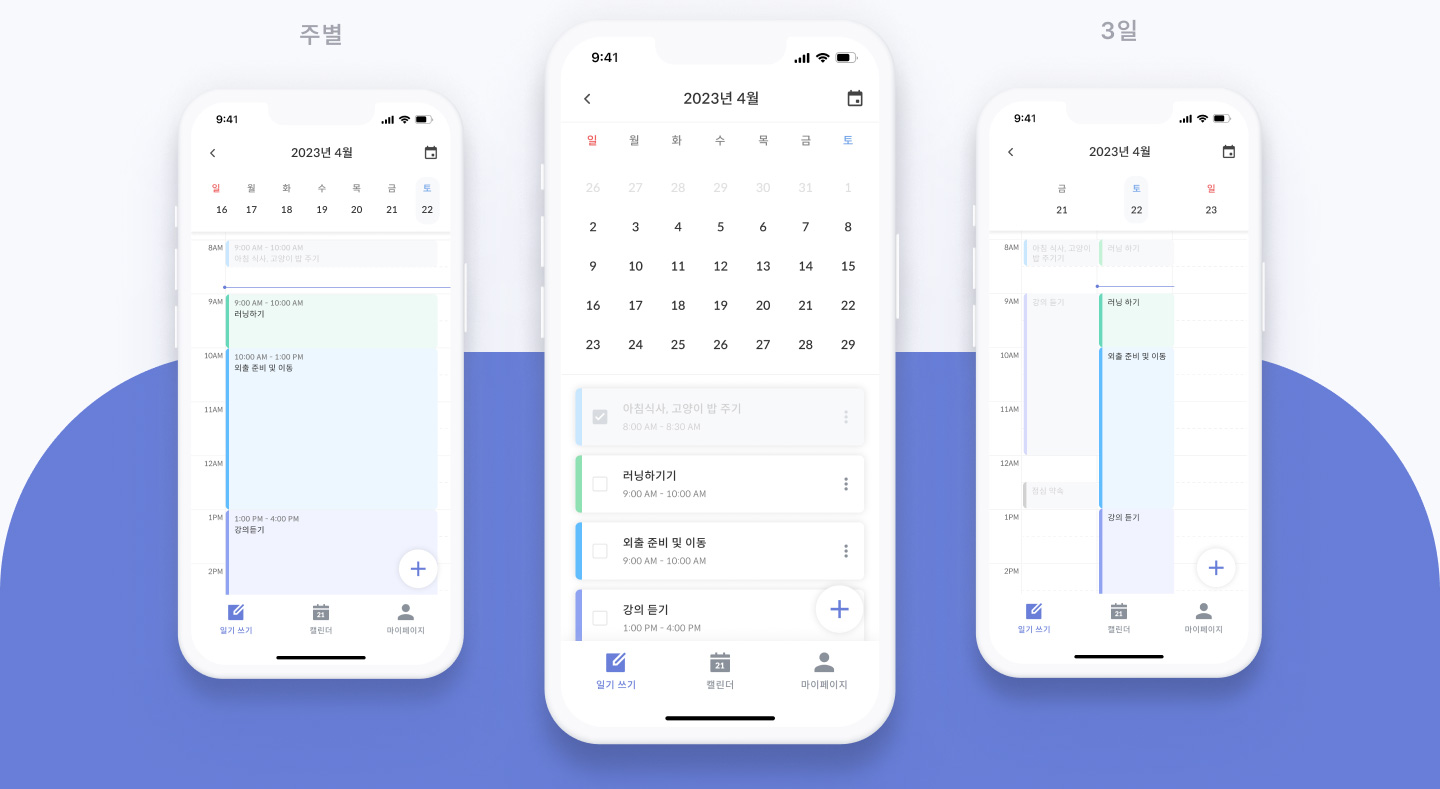 주별
3일
9:41
2023년 4월
일 월 화 수 목 금 토
16 17 18 19 20 21 22
8AM
9:00 AM - 10:00 AM
아침 식사, 고양이 밥 주기
9AM
9:00 AM - 10:00 AM
러닝하기
10AM
10:00 AM - 1:00 PM
외출 준비 및 이동
11AM
12AM
1PM
1:00 PM - 4:00 PM
강의듣기
2PM
일기 쓰기
21
캘린더
마이페이지
9:41
2023년 4월
일 월 화 수 목 금 토
26 27 28 29 30 31 1
2 3 4 5 6 7 8
9 10 11 12 13 14 15
16 17 18 19 20 21 22
23 24 25 26 27 28 29
아침식사, 고양이 밥 주기
8:00 AM - 8:30 AM
러닝하기기
9:00 AM - 10:00 AM
외출 준비 및 이동
9:00 AM - 10:00 AM
강의 듣기
1:00 PM - 4:00 PM
일기 쓰기
21
캘린더
마이페이지
9:41
2023년 4월
금 토 일
21 22 23
8AM
아침 식사, 고양이
밥 주기기
러닝 하기
9AM
강의 듣기
러닝 하기
10AM
외출 준비 및 이동
11AM
12AM
점심 약속
1PM
강의 듣기
2PM
일기 쓰기
21
캘린더
마이페이지